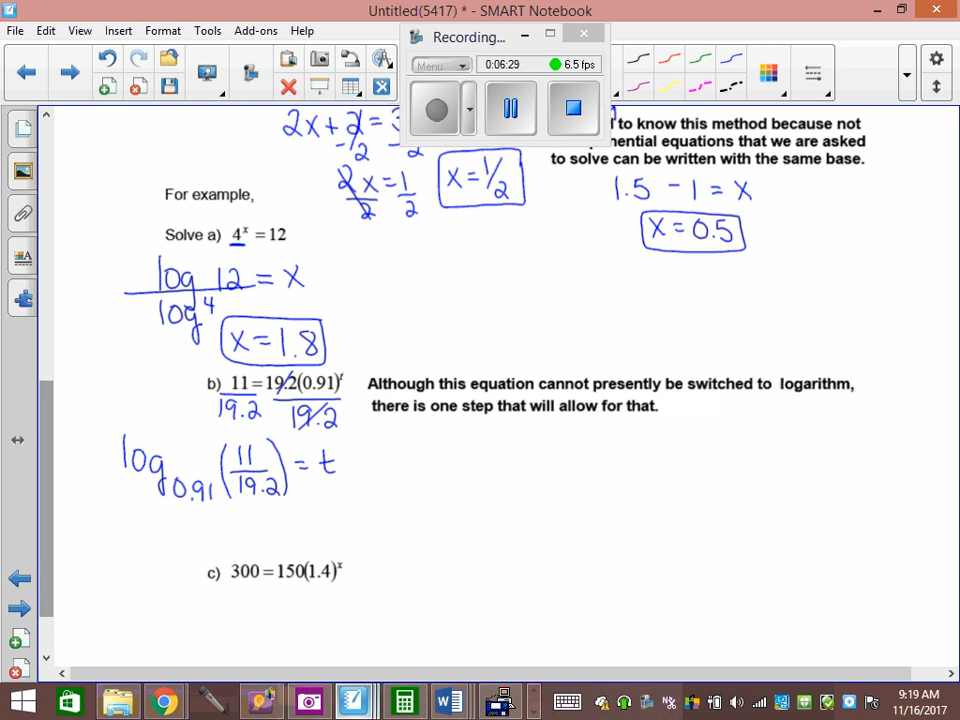 Untitled(5417) * - SMART Notebook
File Edit View Insert Format Tools Add-ons Help
Recording...
Menu 0:06:29 6.5 fps
2x + 2 = 3
-2 -2
2x = 1
2 2
x = 1/2
to know this method because not
ponential equations that we are asked
to solve can be written with the same base.
1.5 - 1 = x
x = 0.5
For example,
Solve a) 4^x = 12
log 12 = x
log 4
x = 1.8
b) 11 = 19.2(0.91)^t
19.2 19.2
Although this equation cannot presently be switched to logarithm,
there is one step that will allow for that.
log_0.91 (11/19.2) = t
c) 300 = 150(1.4)^x
9:19 AM
11/16/2017